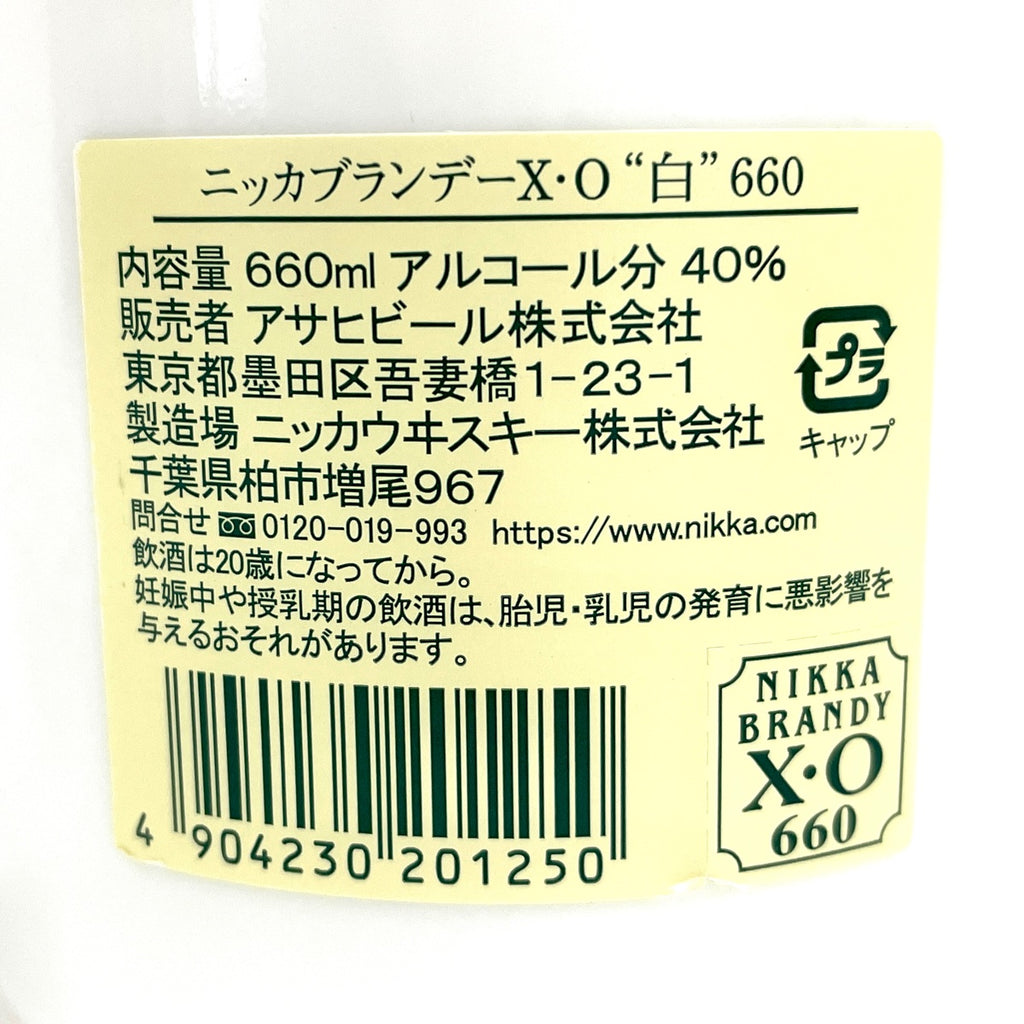 ニッカブランデーX・O “白” 660
内容量 660ml アルコール分 40%
販売者 アサヒビール株式会社
東京都墨田区吾妻橋1-23-1
製造場 ニッカウヰスキー株式会社
千葉県柏市増尾967
プラ
キャップ
問合せ 0120-019-993 https://www.nikka.com
飲酒は20歳になってから。
妊娠中や授乳期の飲酒は、胎児・乳児の発育に悪影響を
与えるおそれがあります。
4 904230 201250
NIKKA
BRANDY
X・O
660